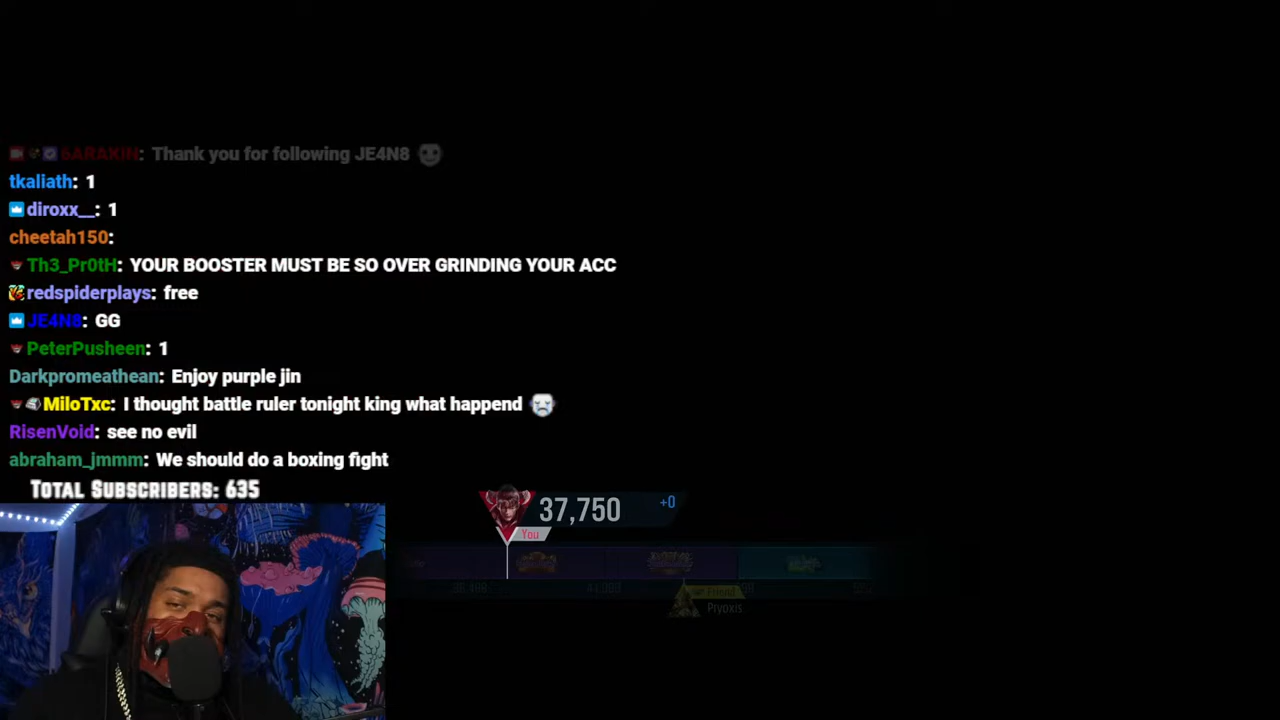 6ARAKIN: Thank you for following JE4N8
tkaliath: 1
diroxx__: 1
cheetah150:
Th3_Pr0tH: YOUR BOOSTER MUST BE SO OVER GRINDING YOUR ACC
redspiderplays: free
JE4N8: GG
PeterPusheen: 1
Darkpromeathean: Enjoy purple jin
MiloTxc: I thought battle ruler tonight king what happend
RisenVoid: see no evil
abraham_jmmm: We should do a boxing fight
Total Subscribers: 635
37,750 +0
You
Friend
Piyoxis